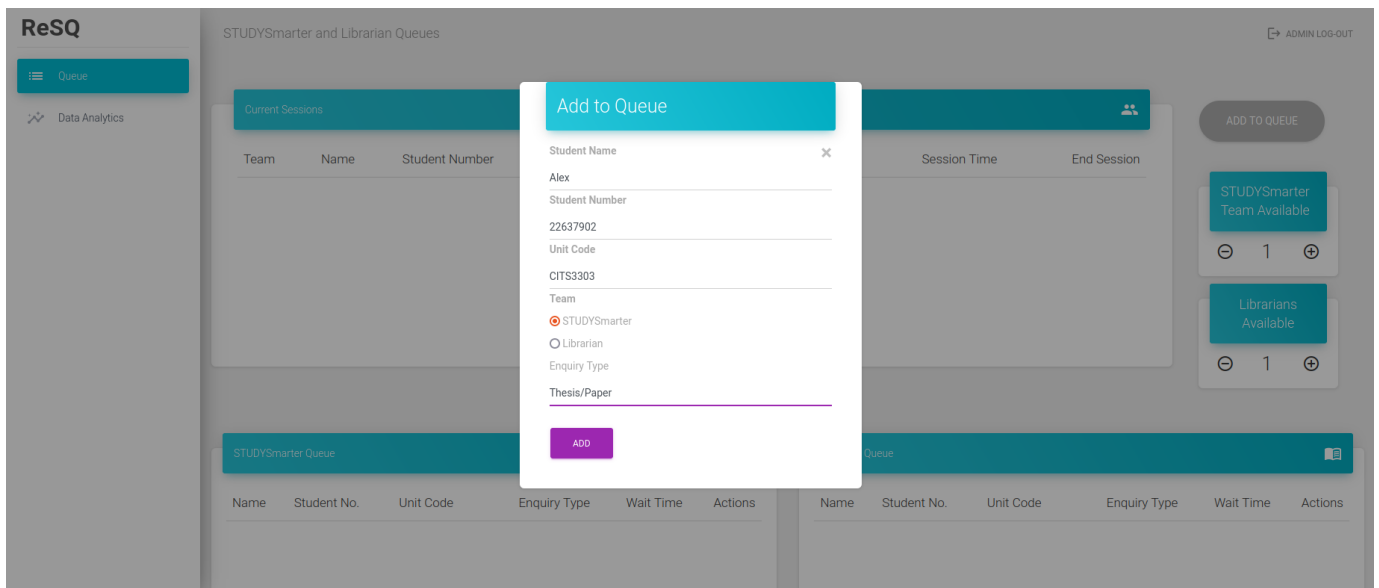 ReSQ
STUDYSmarter and Librarian Queues
ADMIN LOG-OUT
Queue
Data Analytics
Current Sessions
Team Name Student Number Session Time End Session
Add to Queue
Student Name
Alex
Student Number
22637902
Unit Code
CITS3303
Team
STUDYSmarter
Librarian
Enquiry Type
Thesis/Paper
ADD
ADD TO QUEUE
STUDYSmarter
Team Available
1
Librarians
Available
1
STUDYSmarter Queue
Name Student No. Unit Code Enquiry Type Wait Time Actions
Queue
Name Student No. Unit Code Enquiry Type Wait Time Actions